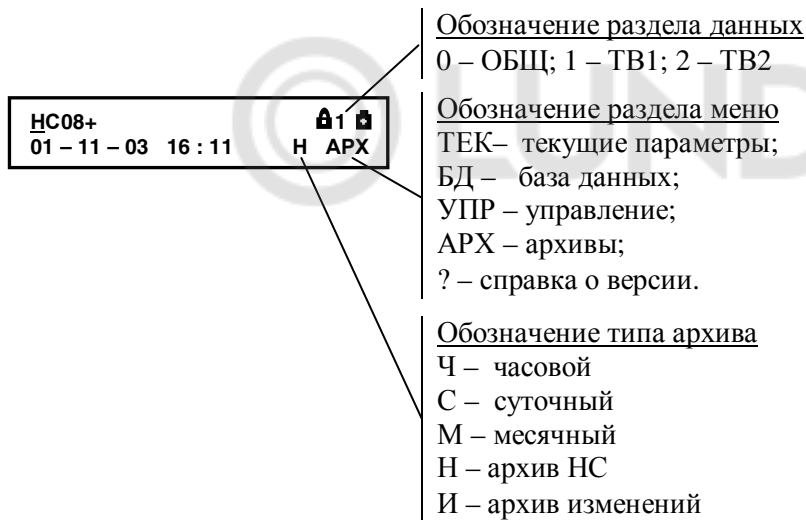 Обозначение раздела данных
0 – ОБЩ; 1 – ТВ1; 2 – ТВ2
НС08+ 1
01 – 11 – 03 16 : 11 Н АРХ
Обозначение раздела меню
ТЕК– текущие параметры;
БД – база данных;
УПР – управление;
АРХ – архивы;
? – справка о версии.
Обозначение типа архива
Ч – часовой
С – суточный
М – месячный
Н – архив НС
И – архив изменений
LUND